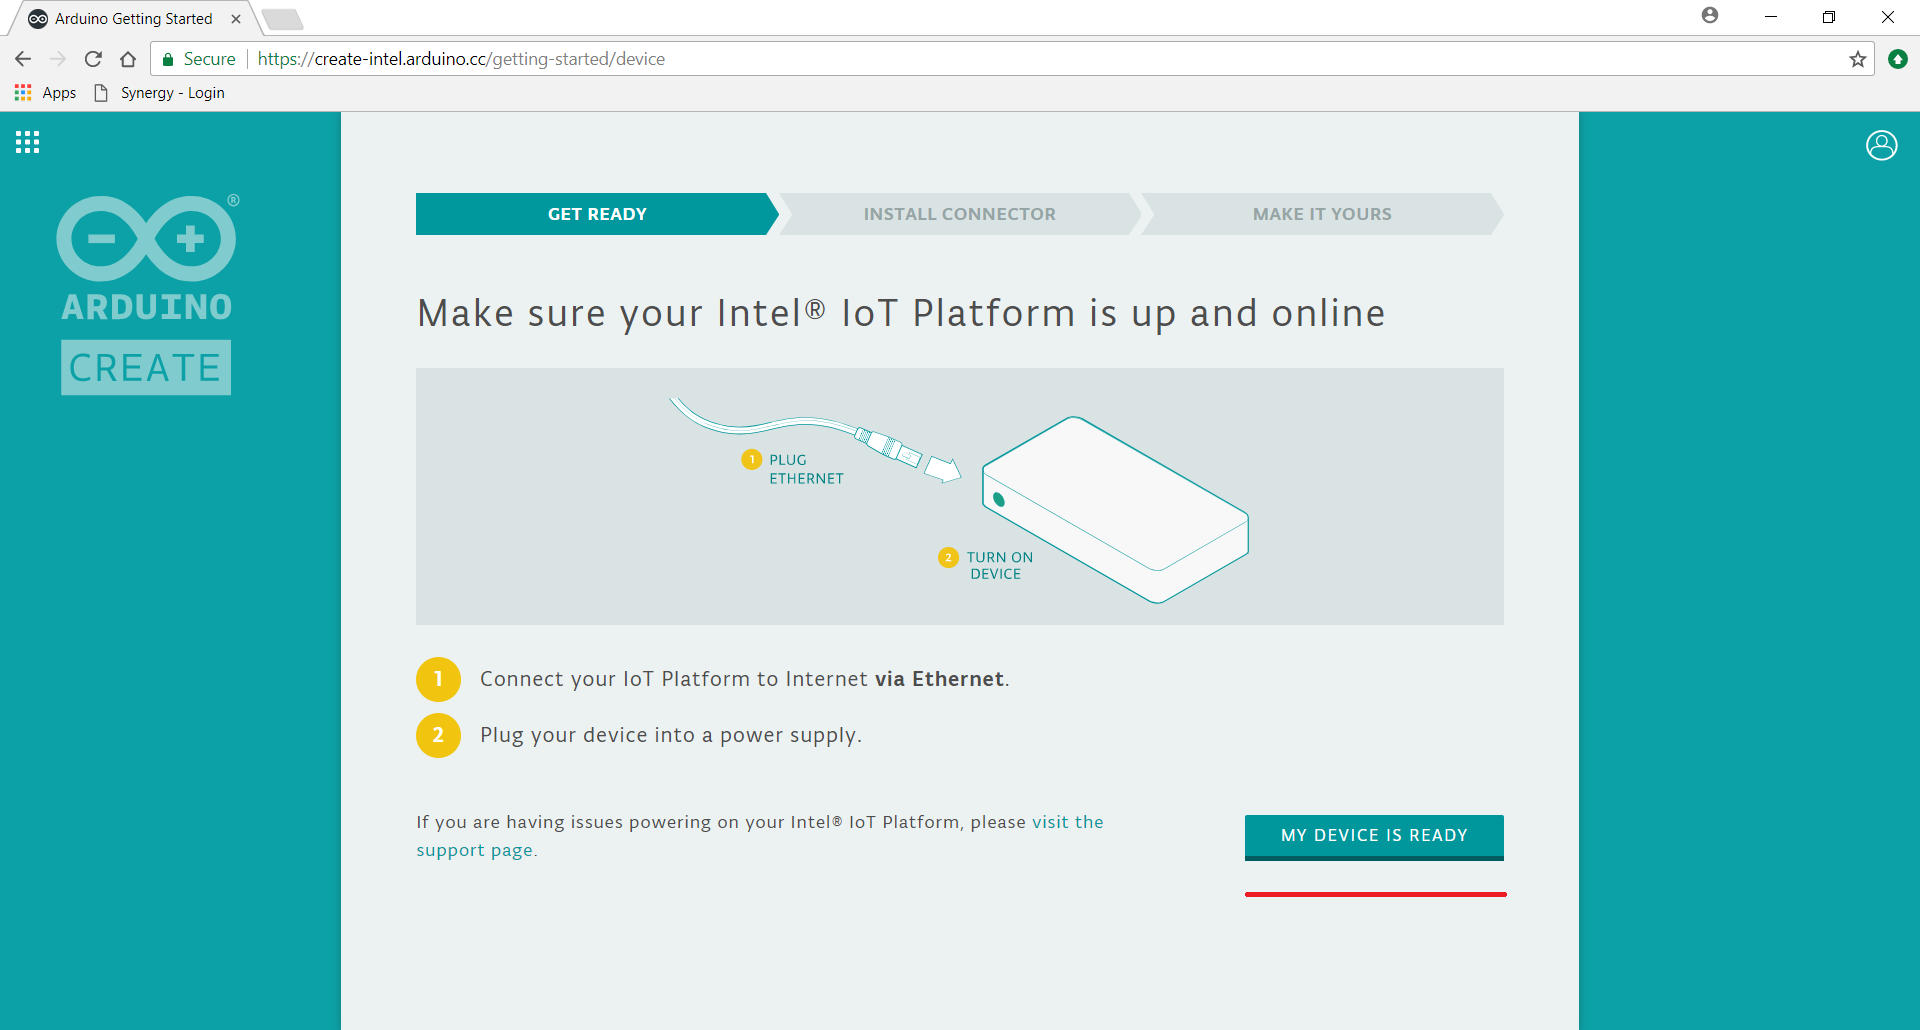 Arduino Getting Started
Secure
https://create-intel.arduino.cc/getting-started/device
Apps
Synergy - Login
®
ARDUINO
CREATE
GET READY
INSTALL CONNECTOR
MAKE IT YOURS
Make sure your Intel® IoT Platform is up and online
1 PLUG
ETHERNET
2 TURN ON
DEVICE
1 Connect your IoT Platform to Internet via Ethernet.
2 Plug your device into a power supply.
If you are having issues powering on your Intel® IoT Platform, please visit the
support page.
MY DEVICE IS READY